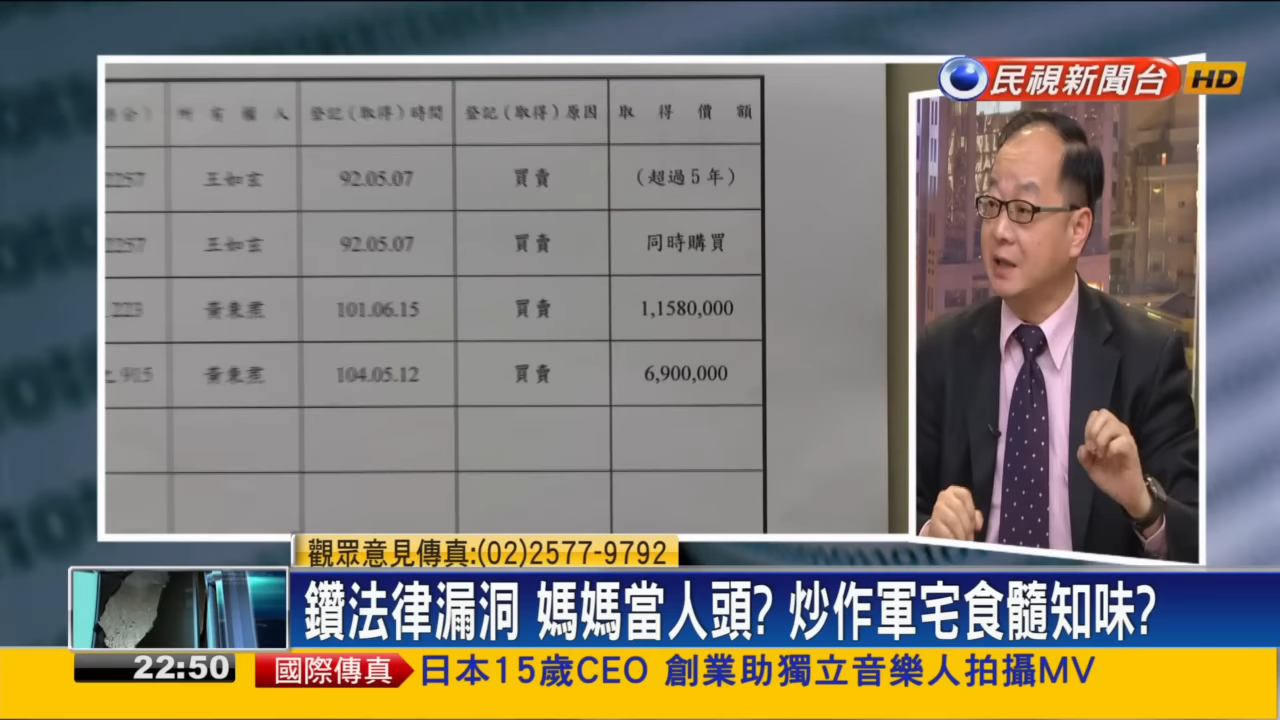 民視新聞台 HD
所有權人 登記(取得)時間 登記(取得)原因 取得價額
2257 王如玄 92.05.07 買賣 (超過5年)
2257 王如玄 92.05.07 買賣 同時購買
.223 101.06.15 買賣 1,1580,000
.915 104.05.12 買賣 6,900,000
觀眾意見傳真:(02)2577-9792
鑽法律漏洞 媽媽當人頭? 炒作軍宅食髓知味?
22:50 國際傳真 日本15歲CEO 創業助獨立音樂人拍攝MV